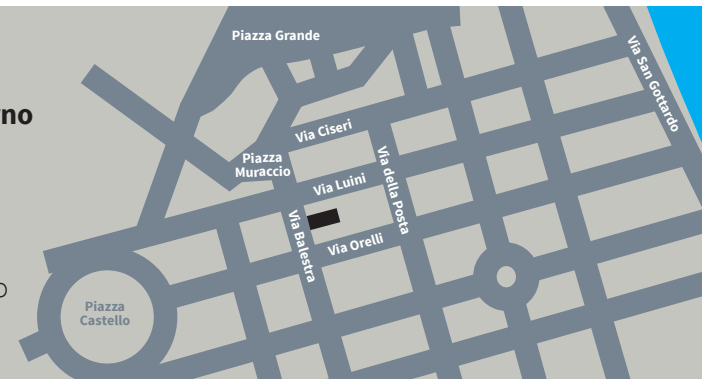 Piazza Grande
Via San Gottardo
rno
Via Ciseri
Piazza
Muraccio
Via della Posta
Via Luini
Via Balestra
Via Orelli
Piazza
Castello
o